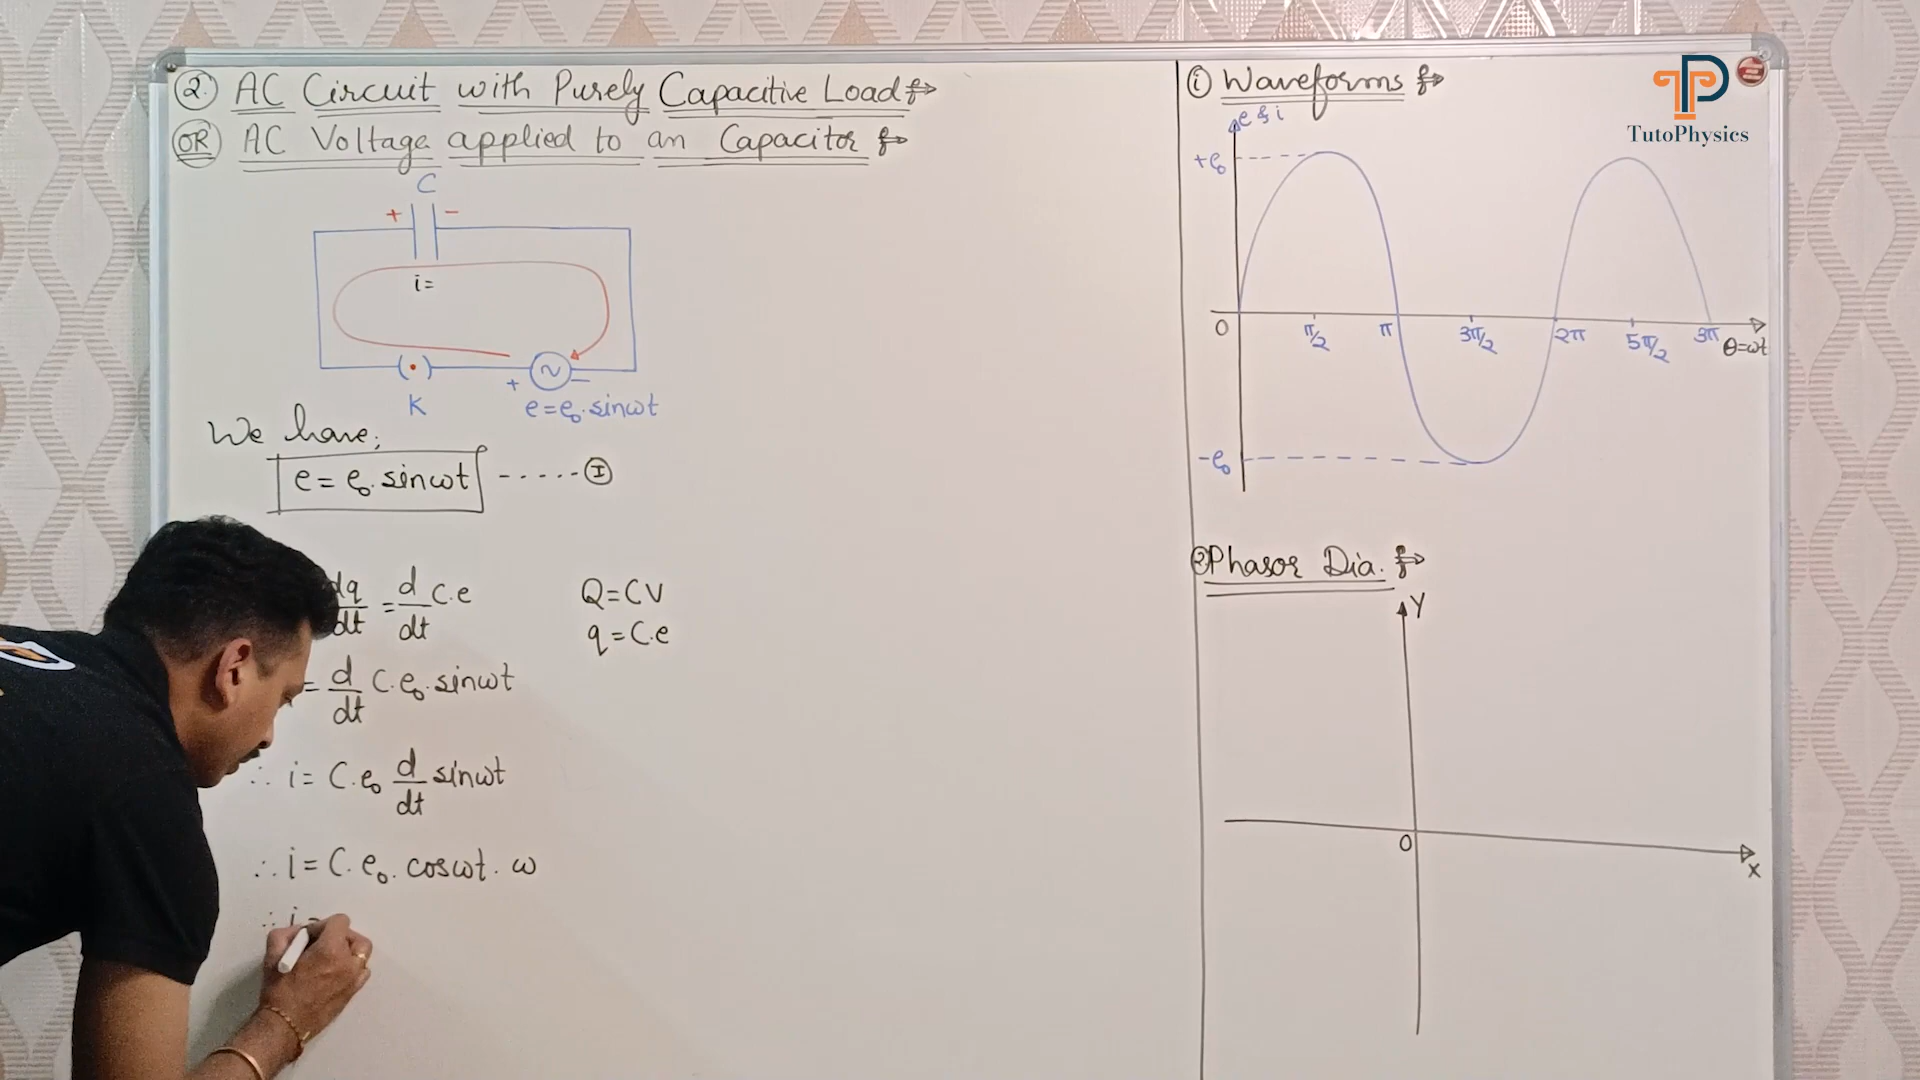 ② AC Circuit with Purely Capacitive Load
OR AC Voltage applied to an Capacitor
C
+ −
i=
K
+ −
e=e₀.sinωt
We have,
e = e₀. sinωt ------ Ⓘ
dq/dt = d/dt C.e
Q=CV
q=C.e
= d/dt C.e₀.sinωt
∴ i= C.e₀ d/dt sinωt
∴ i= C.e₀. cosωt. ω
∴ i=
① Waveforms
e & i
+e₀
0 π/2 π 3π/2 2π 5π/2 3π θ=ωt
-e₀
② Phasor Dia.
Y
0
X
TP
TutoPhysics